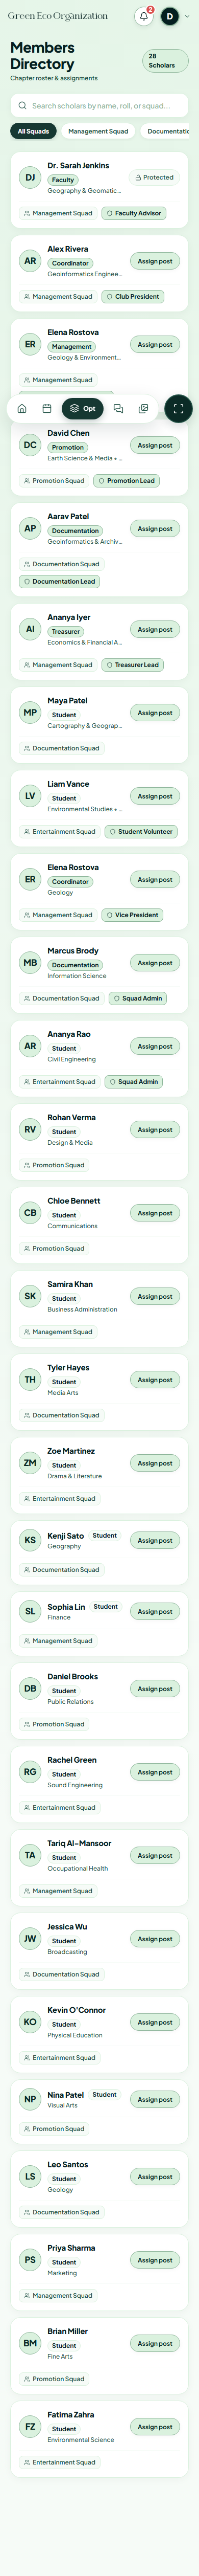 Green Eco Organization
2
D
Members
Directory
28
Scholars
Chapter roster & assignments
Search scholars by name, roll, or squad...
All Squads
Management Squad
DJ
Dr. Sarah Jenkins
Faculty
Protected
Geography & Geomatic...
Management Squad
Faculty Advisor
AR
Alex Rivera
Coordinator
Assign post
Geoinformatics Enginee...
Management Squad
Club President
ER
Elena Rostova
Management
Assign post
Geology & Environment...
Management Squad
Opt
DC
David Chen
Promotion
Assign post
Earth Science & Media + ...
Promotion Squad
Promotion Lead
AP
Aarav Patel
Documentation
Assign post
Geoinformatics & Archiv...
Documentation Squad
Documentation Lead
AI
Ananya Iyer
Treasurer
Assign post
Economics & Financial A...
Management Squad
Treasurer Lead
MP
Maya Patel
Student
Assign post
Cartography & Geograp...
Documentation Squad
LV
Liam Vance
Student
Assign post
Environmental Studies + ...
Entertainment Squad
Student Volunteer
ER
Elena Rostova
Coordinator
Assign post
Geology
Management Squad
Vice President
MB
Marcus Brody
Documentation
Assign post
Information Science
Documentation Squad
Squad Admin
AR
Ananya Rao
Student
Assign post
Civil Engineering
Entertainment Squad
Squad Admin
RV
Rohan Verma
Student
Assign post
Design & Media
Promotion Squad
CB
Chloe Bennett
Student
Assign post
Communications
Promotion Squad
SK
Samira Khan
Student
Assign post
Business Administration
Management Squad
TH
Tyler Hayes
Student
Assign post
Media Arts
Documentation Squad
ZM
Zoe Martinez
Student
Assign post
Drama & Literature
Entertainment Squad
KS
Kenji Sato
Student
Assign post
Geography
Documentation Squad
SL
Sophia Lin
Student
Assign post
Finance
Management Squad
DB
Daniel Brooks
Student
Assign post
Public Relations
Promotion Squad
RG
Rachel Green
Student
Assign post
Sound Engineering
Entertainment Squad
TA
Tariq Al-Mansoor
Student
Assign post
Occupational Health
Management Squad
JW
Jessica Wu
Student
Assign post
Broadcasting
Documentation Squad
KO
Kevin O'Connor
Student
Assign post
Physical Education
Entertainment Squad
NP
Nina Patel
Student
Assign post
Visual Arts
Promotion Squad
LS
Leo Santos
Student
Assign post
Geology
Documentation Squad
PS
Priya Sharma
Student
Assign post
Marketing
Management Squad
BM
Brian Miller
Student
Assign post
Fine Arts
Promotion Squad
FZ
Fatima Zahra
Student
Assign post
Environmental Science
Entertainment Squad